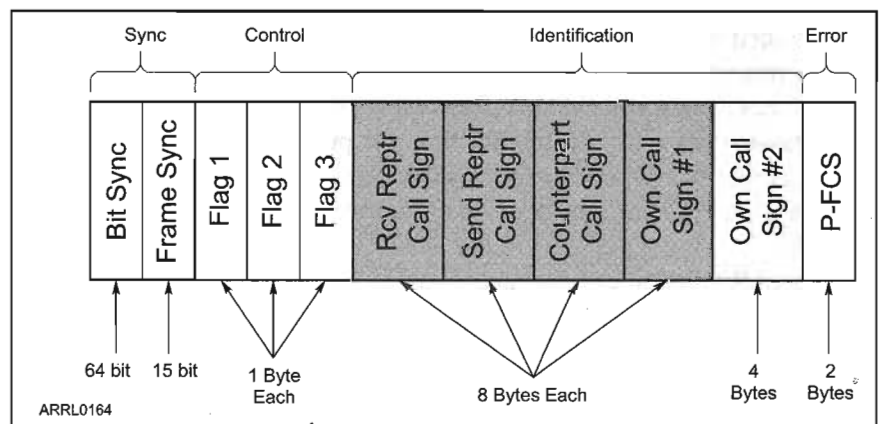 Sync Control Identification Error
Bit Sync
Frame Sync
Flag 1
Flag 2
Flag 3
Rcv Reptr
Call Sign
Send Reptr
Call Sign
Counterpart
Call Sign
Own Call
Sign #1
Own Call
Sign #2
P-FCS
64 bit 15 bit
1 Byte
Each
8 Bytes Each
4
Bytes
2
Bytes
ARRL0164